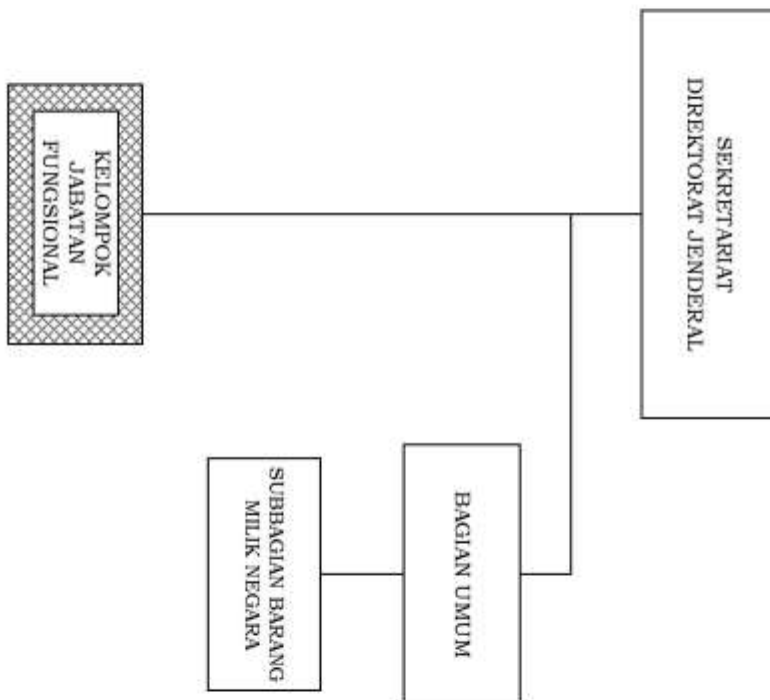 SEKRETARIAT
DIREKTORAT JENDERAL
BAGIAN UMUM
SUBBAGIAN BARANG
MILIK NEGARA
KELOMPOK
JABATAN
FUNGSIONAL